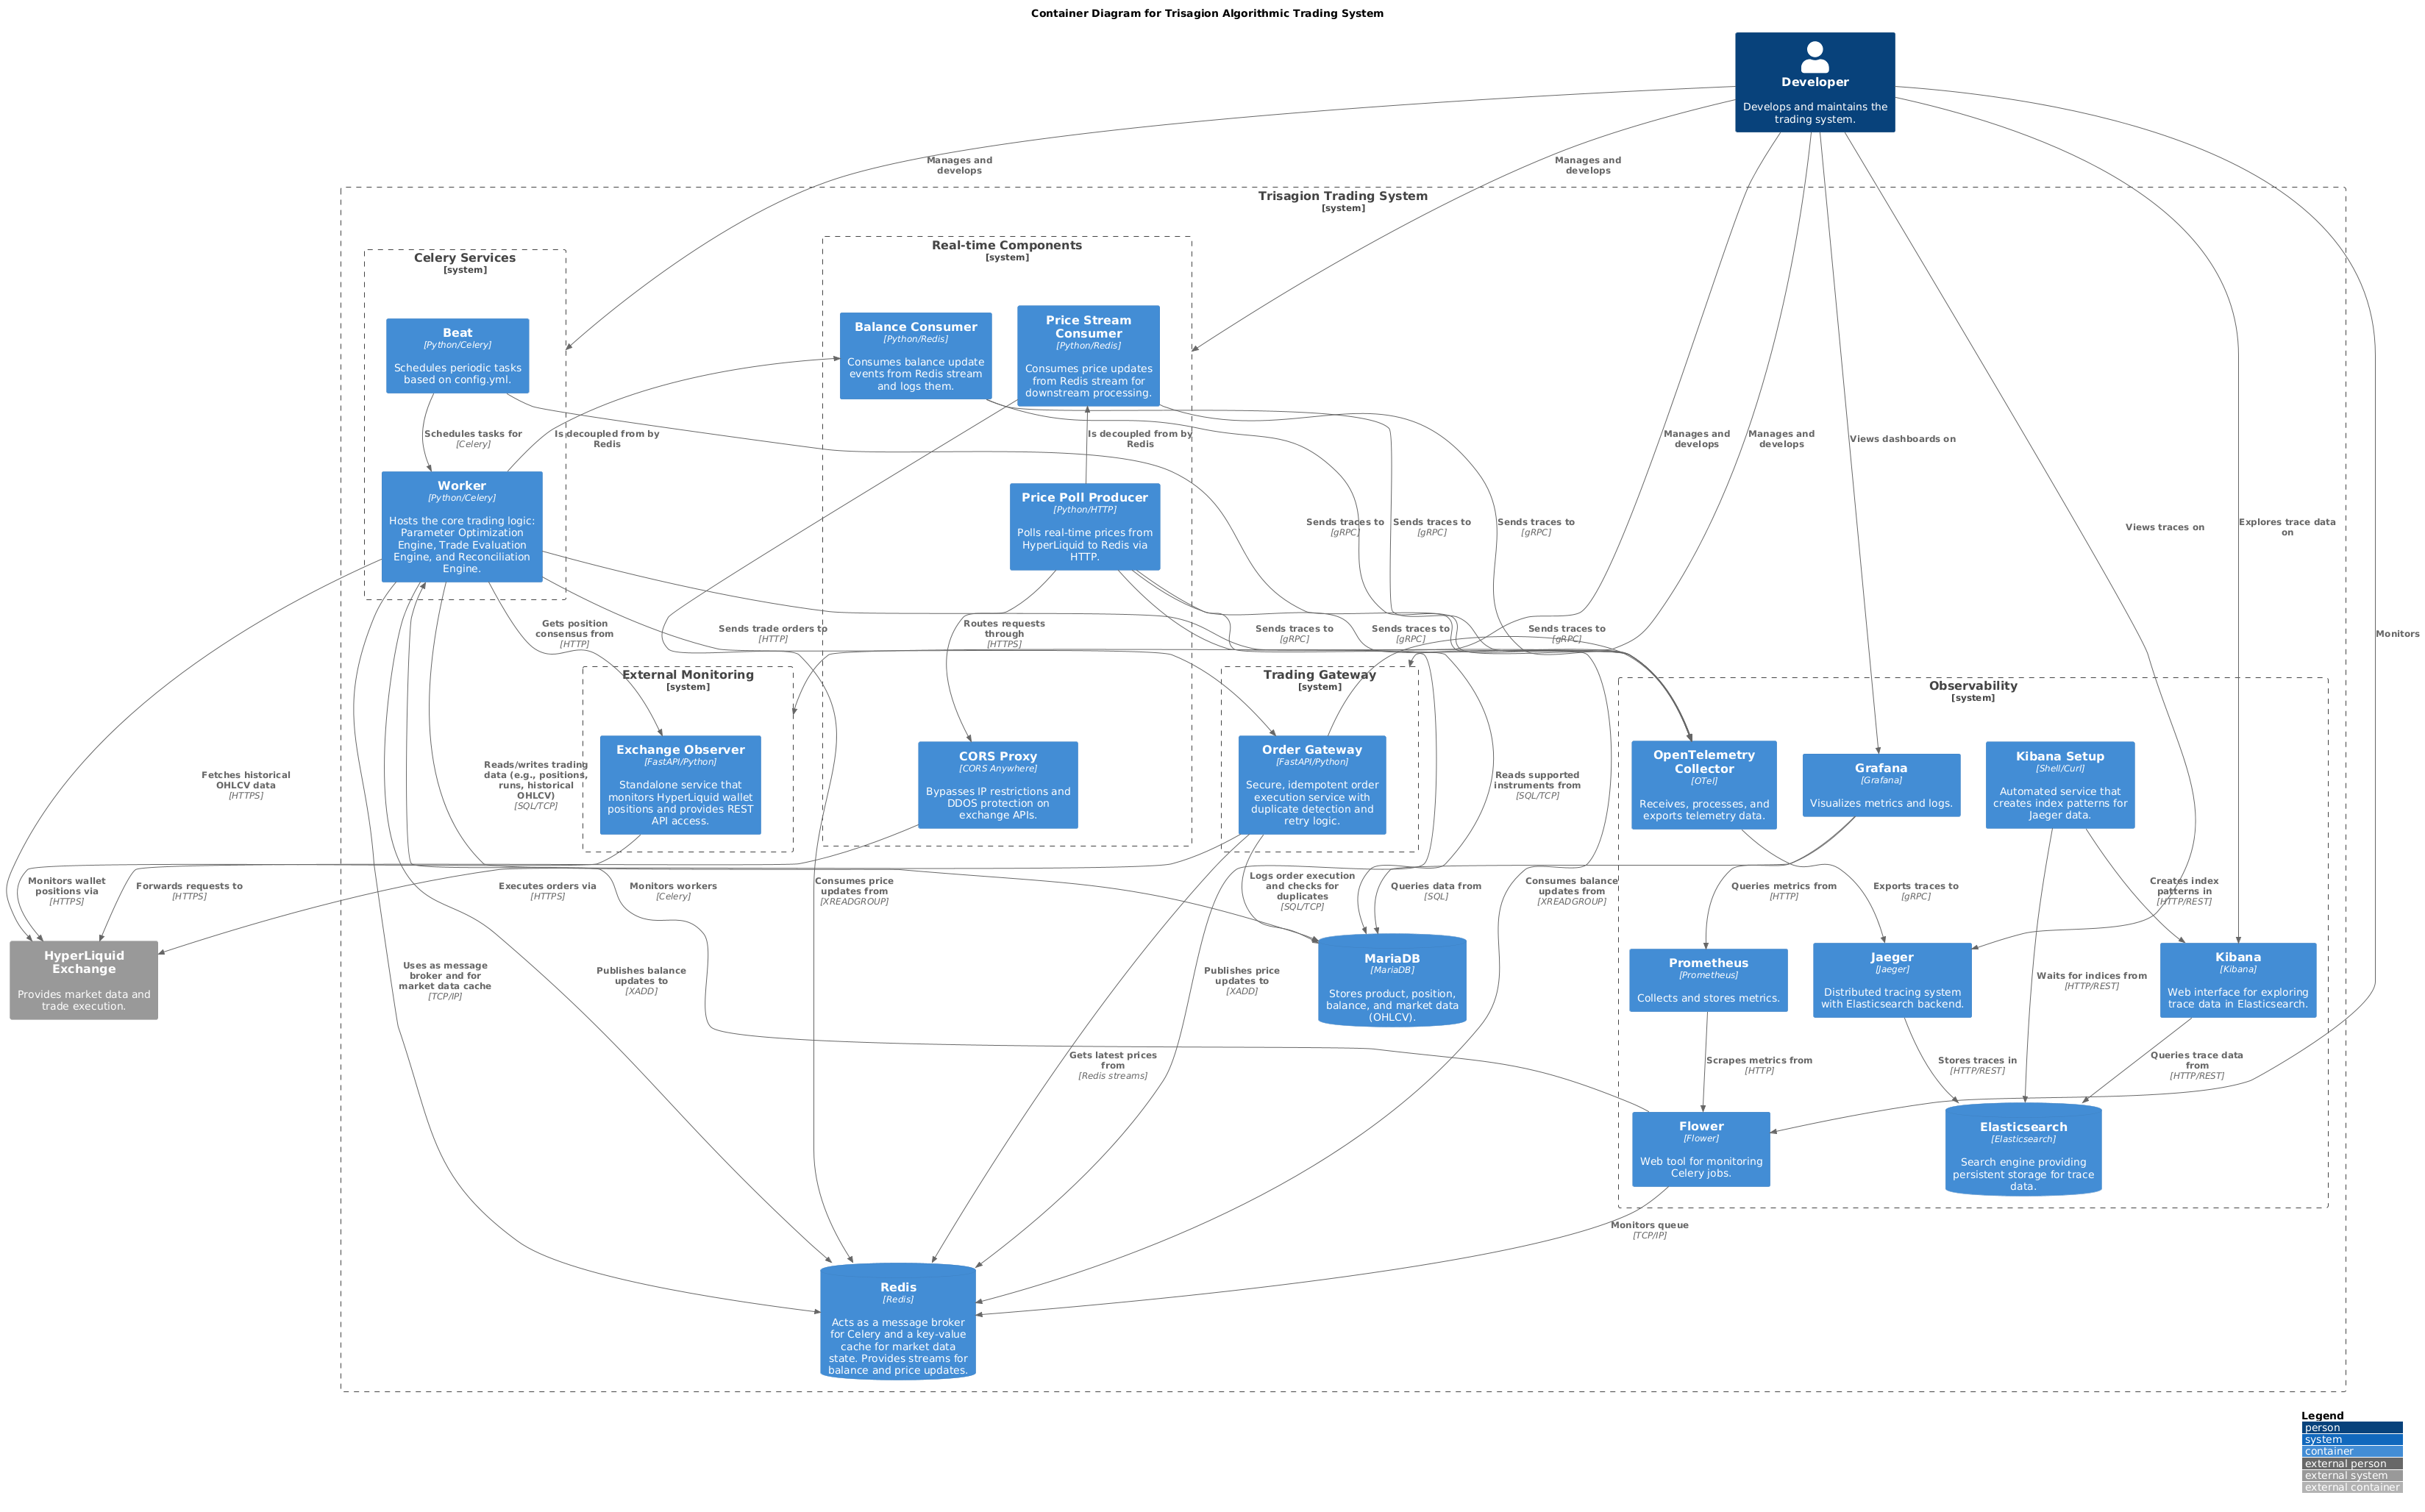 Container Diagram for Trisagion Algorithmic Trading System
Developer
Develops and maintains the
trading system.
Manages and
develops
Manages and
develops
Trisagion Trading System
[system]
Celery Services
[system]
Real-time Components
[system]
Beat
[Python/Celery]
Schedules periodic tasks
based on config.yml.
Balance Consumer
[Python/Redis]
Consumes balance update
events from Redis stream
and logs them.
Price Stream
Consumer
[Python/Redis]
Consumes price updates
from Redis stream for
downstream processing.
Schedules tasks for
[Celery]
Is decoupled from by
Redis
Is decoupled from by
Redis
Manages and
develops
Manages and
develops
Views dashboards on
Worker
[Python/Celery]
Hosts the core trading logic:
Parameter Optimization
Engine, Trade Evaluation
Engine, and Reconciliation
Engine.
Price Poll Producer
[Python/HTTP]
Polls real-time prices from
HyperLiquid to Redis via
HTTP.
Sends traces to
[gRPC]
Sends traces to
[gRPC]
Sends traces to
[gRPC]
Views traces on
Explores trace data
on
Gets position
consensus from
[HTTP]
Sends trade orders to
[HTTP]
Routes requests
through
[HTTPS]
Sends traces to
[gRPC]
Sends traces to
[gRPC]
Sends traces to
[gRPC]
Monitors
External Monitoring
[system]
Trading Gateway
[system]
Observability
[system]
Exchange Observer
[FastAPI/Python]
Standalone service that
monitors HyperLiquid wallet
positions and provides REST
API access.
CORS Proxy
[CORS Anywhere]
Bypasses IP restrictions and
DDOS protection on
exchange APIs.
Order Gateway
[FastAPI/Python]
Secure, idempotent order
execution service with
duplicate detection and
retry logic.
OpenTelemetry
Collector
[OTel]
Receives, processes, and
exports telemetry data.
Grafana
[Grafana]
Visualizes metrics and logs.
Kibana Setup
[Shell/Curl]
Automated service that
creates index patterns for
Jaeger data.
Fetches historical
OHLCV data
[HTTPS]
Reads/writes trading
data (e.g., positions,
runs, historical
OHLCV)
[SQL/TCP]
Reads supported
instruments from
[SQL/TCP]
Monitors wallet
positions via
[HTTPS]
Forwards requests to
[HTTPS]
Executes orders via
[HTTPS]
Monitors workers
[Celery]
Consumes price
updates from
[XREADGROUP]
Logs order execution
and checks for
duplicates
[SQL/TCP]
Queries data from
[SQL]
Consumes balance
updates from
[XREADGROUP]
Queries metrics from
[HTTP]
Exports traces to
[gRPC]
Creates index
patterns in
[HTTP/REST]
HyperLiquid
Exchange
Provides market data and
trade execution.
Uses as message
broker and for
market data cache
[TCP/IP]
Publishes balance
updates to
[XADD]
Publishes price
updates to
[XADD]
MariaDB
[MariaDB]
Stores product, position,
balance, and market data
(OHLCV).
Prometheus
[Prometheus]
Collects and stores metrics.
Jaeger
[Jaeger]
Distributed tracing system
with Elasticsearch backend.
Waits for indices from
[HTTP/REST]
Kibana
[Kibana]
Web interface for exploring
trace data in Elasticsearch.
Gets latest prices
from
[Redis streams]
Scrapes metrics from
[HTTP]
Stores traces in
[HTTP/REST]
Queries trace data
from
[HTTP/REST]
Flower
[Flower]
Web tool for monitoring
Celery jobs.
Elasticsearch
[Elasticsearch]
Search engine providing
persistent storage for trace
data.
Monitors queue
[TCP/IP]
Redis
[Redis]
Acts as a message broker
for Celery and a key-value
cache for market data
state. Provides streams for
balance and price updates.
Legend
person
system
container
external person
external system
external container